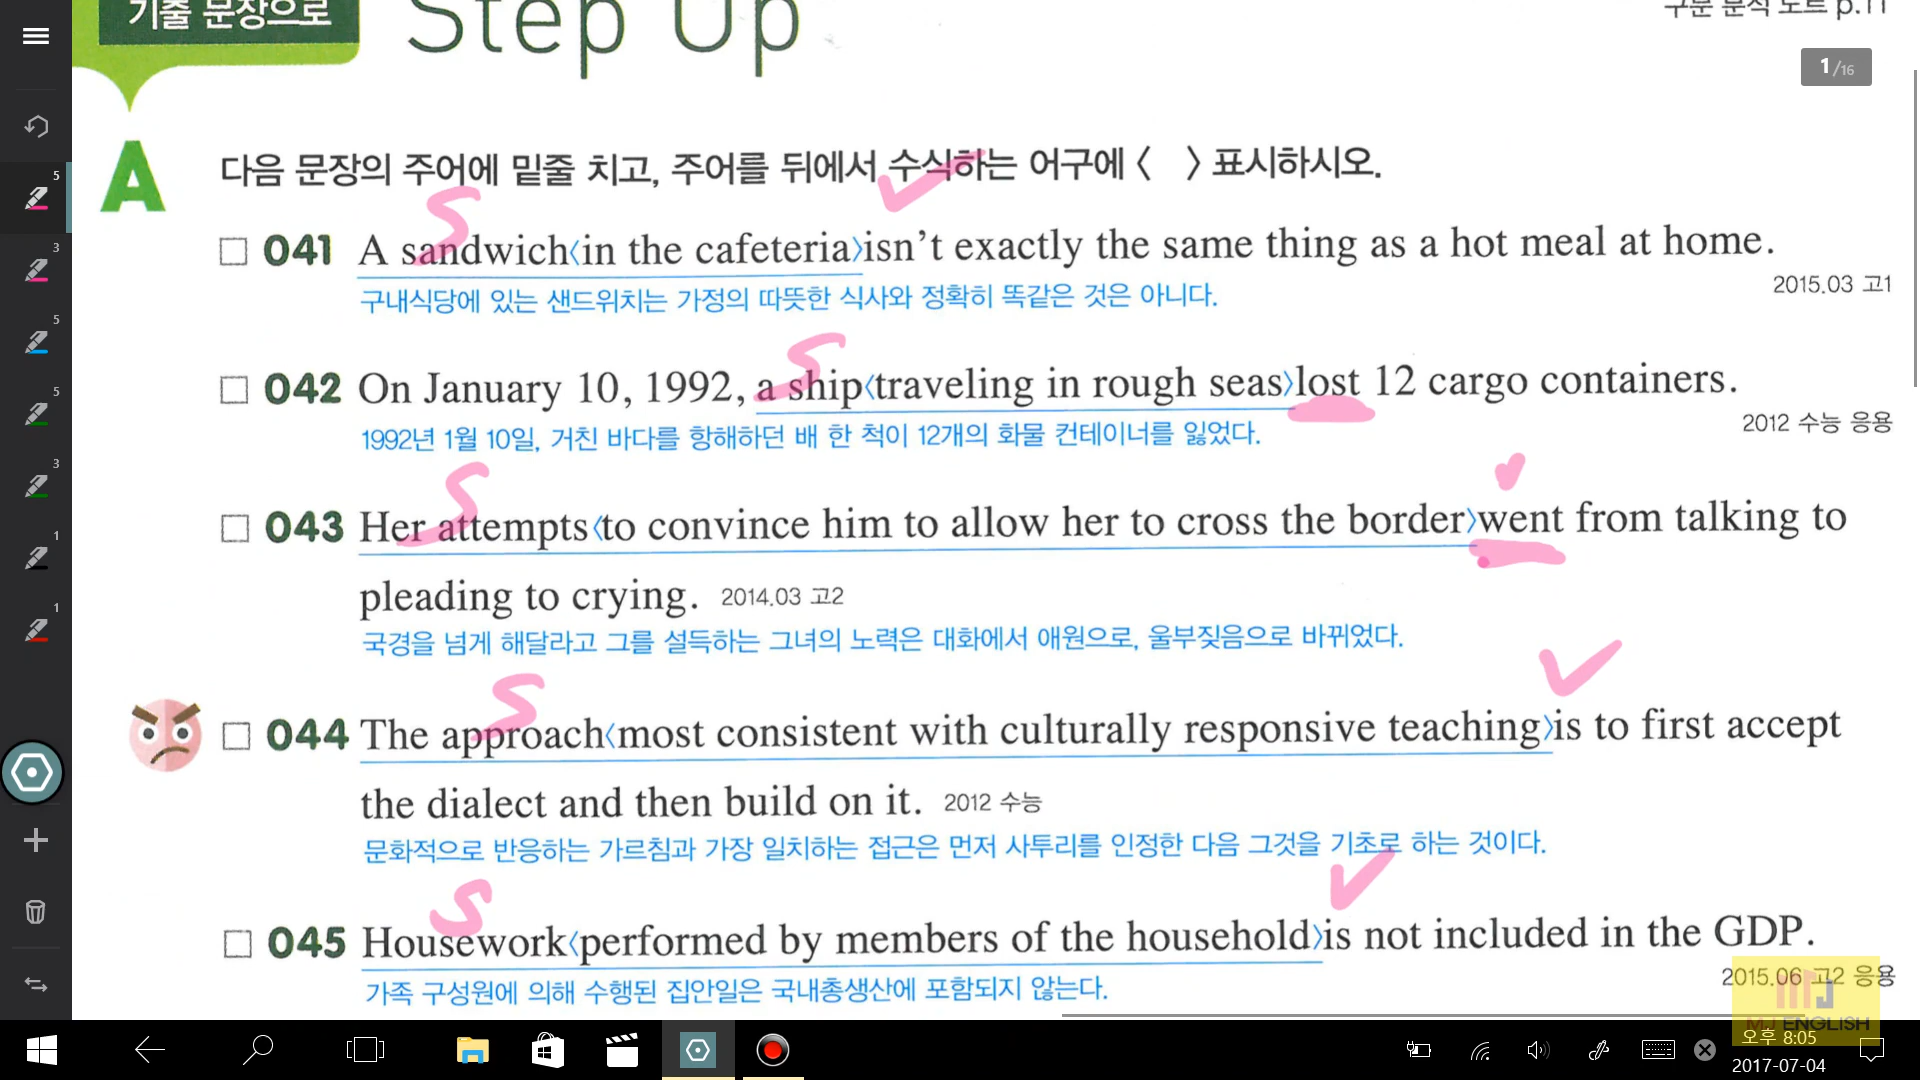 기출 문장으로
Step Up
구문 분석 노트 p.11
1/16
A 다음 문장의 주어에 밑줄 치고, 주어를 뒤에서 수식하는 어구에 〈 〉 표시하시오.
S
041 A sandwich〈in the cafeteria〉isn't exactly the same thing as a hot meal at home.
구내식당에 있는 샌드위치는 가정의 따뜻한 식사와 정확히 똑같은 것은 아니다.
2015.03 고1
S
042 On January 10, 1992, a ship〈traveling in rough seas〉lost 12 cargo containers.
1992년 1월 10일, 거친 바다를 항해하던 배 한 척이 12개의 화물 컨테이너를 잃었다.
2012 수능 응용
S
043 Her attempts〈to convince him to allow her to cross the border〉went from talking to
pleading to crying. 2014.03 고2
국경을 넘게 해달라고 그를 설득하는 그녀의 노력은 대화에서 애원으로, 울부짖음으로 바뀌었다.
S
044 The approach〈most consistent with culturally responsive teaching〉is to first accept
the dialect and then build on it. 2012 수능
문화적으로 반응하는 가르침과 가장 일치하는 접근은 먼저 사투리를 인정한 다음 그것을 기초로 하는 것이다.
S
045 Housework〈performed by members of the household〉is not included in the GDP.
2015.06 고2 응용
가족 구성원에 의해 수행된 집안일은 국내총생산에 포함되지 않는다.
5
3
5
5
3
1
1
MJ
MJ ENGLISH
오후 8:05
2017-07-04